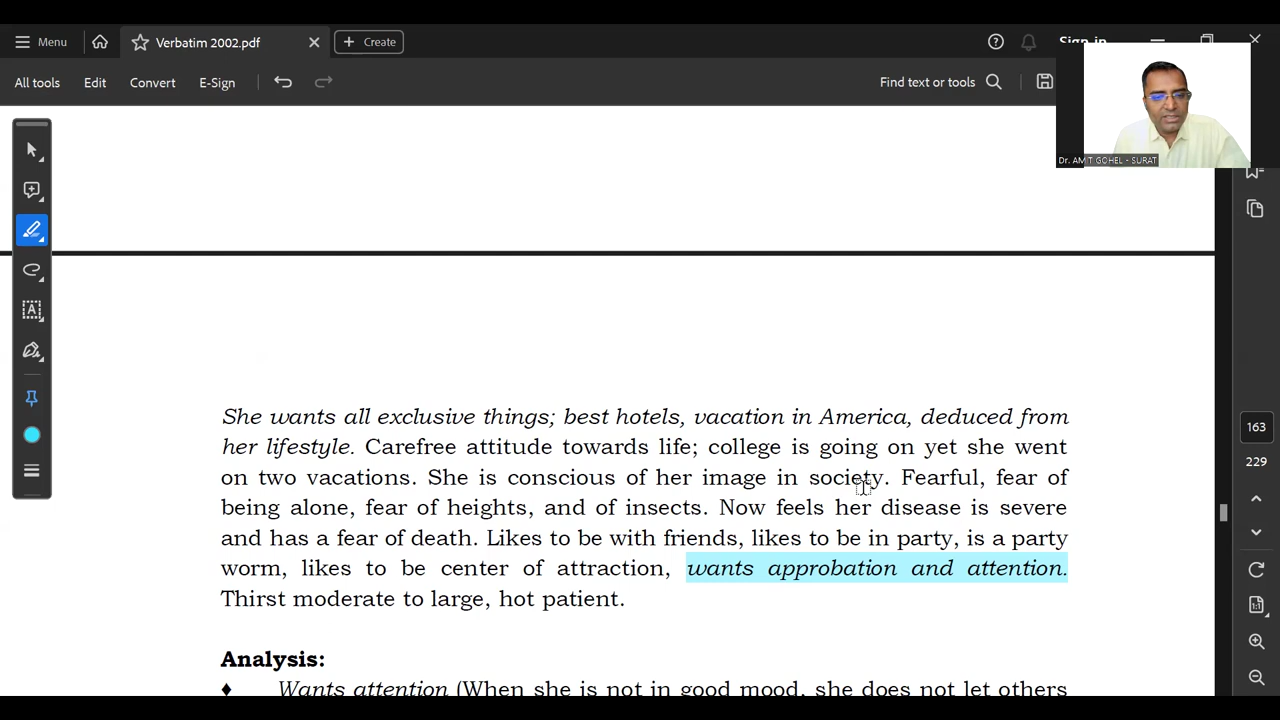 Menu
Verbatim 2002.pdf
Create
Sign in
All tools
Edit
Convert
E-Sign
Find text or tools
Dr. AMIT GOHEL - SURAT
163
229
1:1
She wants all exclusive things; best hotels, vacation in America, deduced from
her lifestyle. Carefree attitude towards life; college is going on yet she went
on two vacations. She is conscious of her image in society. Fearful, fear of
being alone, fear of heights, and of insects. Now feels her disease is severe
and has a fear of death. Likes to be with friends, likes to be in party, is a party
worm, likes to be center of attraction, wants approbation and attention.
Thirst moderate to large, hot patient.
Analysis:
♦ Wants attention (When she is not in good mood, she does not let others